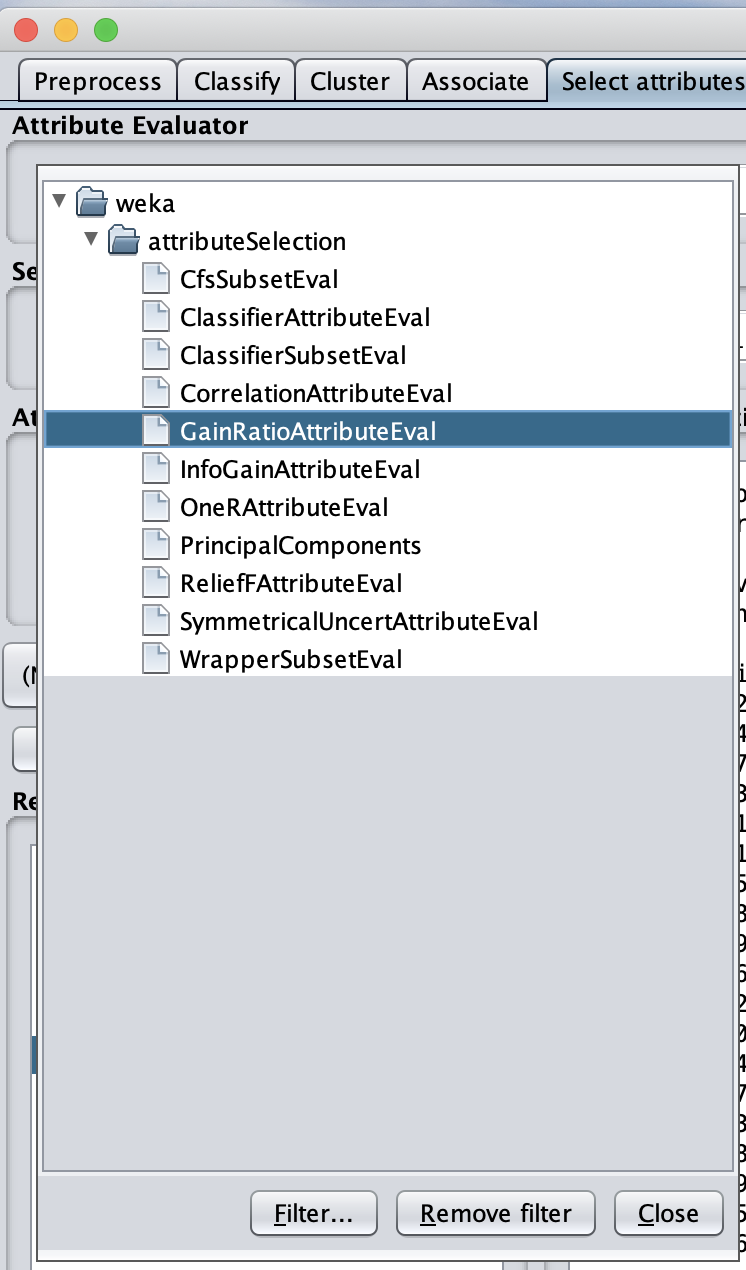 Preprocess Classify Cluster Associate Select attributes
Attribute Evaluator
weka
attributeSelection
CfsSubsetEval
ClassifierAttributeEval
ClassifierSubsetEval
CorrelationAttributeEval
GainRatioAttributeEval
InfoGainAttributeEval
OneRAttributeEval
PrincipalComponents
ReliefFAttributeEval
SymmetricalUncertAttributeEval
WrapperSubsetEval
Filter... Remove filter Close